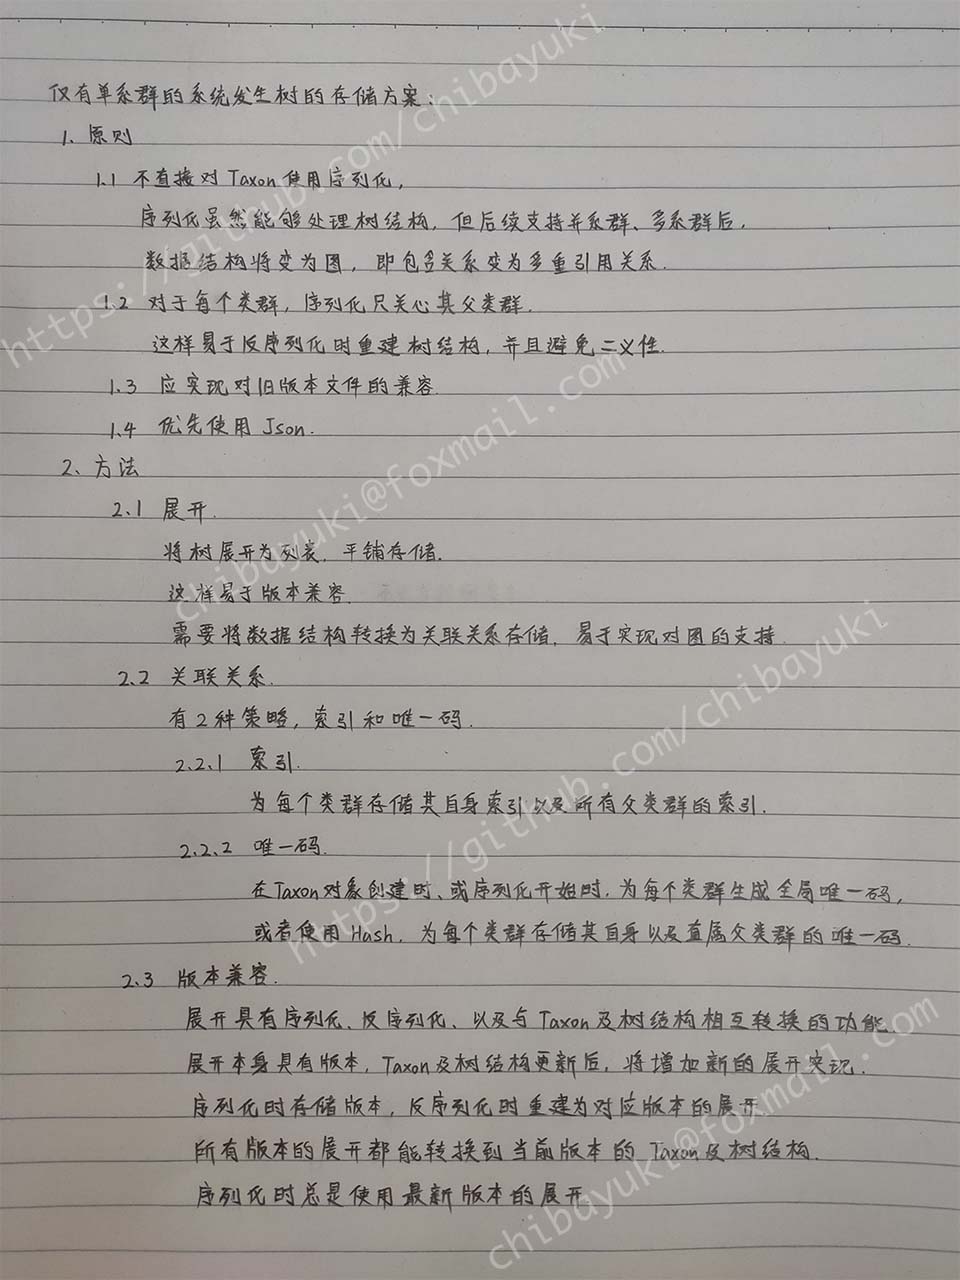 仅有单系群的系统发生树的存储方案：
1. 原则
1.1 不直接对Taxon使用序列化，
序列化虽然能够处理树结构，但后续支持并系群、多系群后，
数据结构将变为图，即包含关系变为多重引用关系.
1.2 对于每个类群，序列化只关心其父类群.
这样易于反序列化时重建树结构，并且避免二义性.
1.3 应实现对旧版本文件的兼容.
1.4 优先使用Json.
2、方法
2.1 展开.
将树展开为列表，平铺存储.
这样易于版本兼容.
需要将数据结构转换为关联关系存储，易于实现对图的支持.
2.2 关联关系.
有2种策略，索引和唯一码.
2.2.1 索引.
为每个类群存储其自身索引以及所有父类群的索引.
2.2.2 唯一码.
在Taxon对象创建时、或序列化开始时，为每个类群生成全局唯一码，
或者使用Hash，为每个类群存储其自身以及直属父类群的唯一码.
2.3 版本兼容.
展开具有序列化、反序列化、以及与Taxon及树结构相互转换的功能.
展开本身具有版本，Taxon及树结构更新后，将增加新的展开实现.
序列化时存储版本，反序列化时重建为对应版本的展开.
所有版本的展开都能转换到当前版本的Taxon及树结构.
序列化时总是使用最新版本的展开.
https://github.com/chibayuki
chibayuki@foxmail.com
https://github.com/chibayuki
chibayuki@foxmail.com